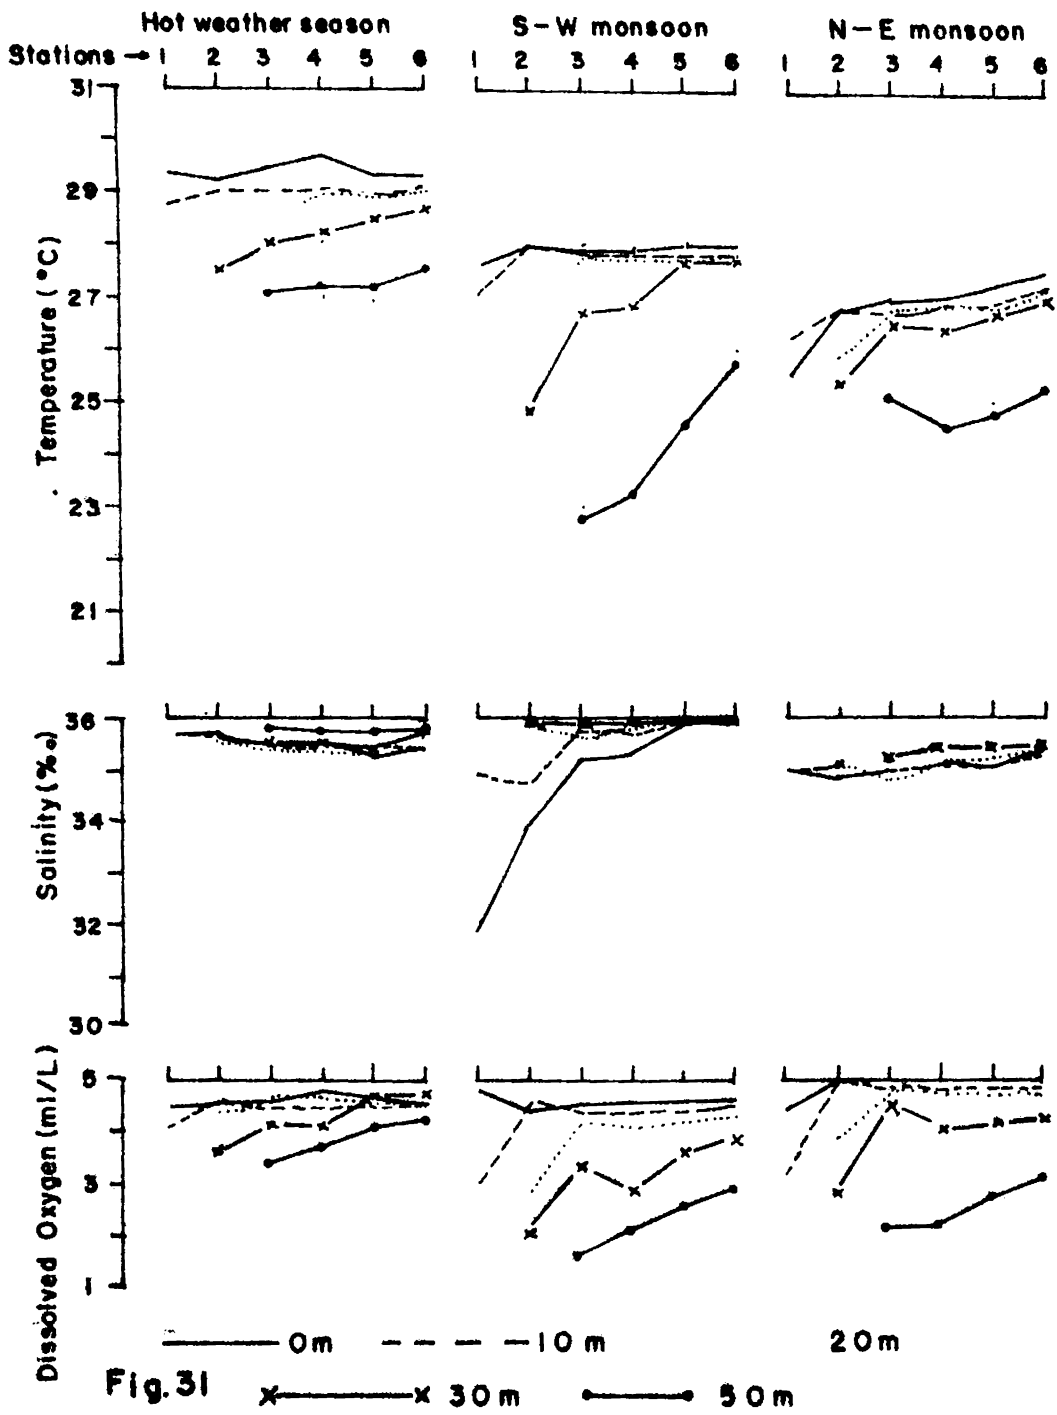 Hot weather season S-W monsoon N-E monsoon
Stations → 1 2 3 4 5 6 1 2 3 4 5 6 1 2 3 4 5 6
31
29
27
25
23
21
Temperature (°C)
36
34
32
30
Salinity (‰)
5
3
1
Dissolved Oxygen (ml/L)
0m 10 m 20m
Fig. 31 30m 50m